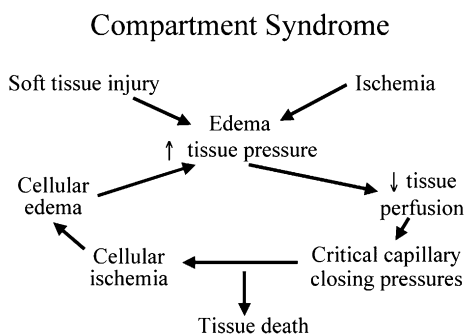 Compartment Syndrome
Soft tissue injury
Ischemia
Edema
↑ tissue pressure
↓ tissue
perfusion
Critical capillary
closing pressures
Cellular
ischemia
Cellular
edema
Tissue death